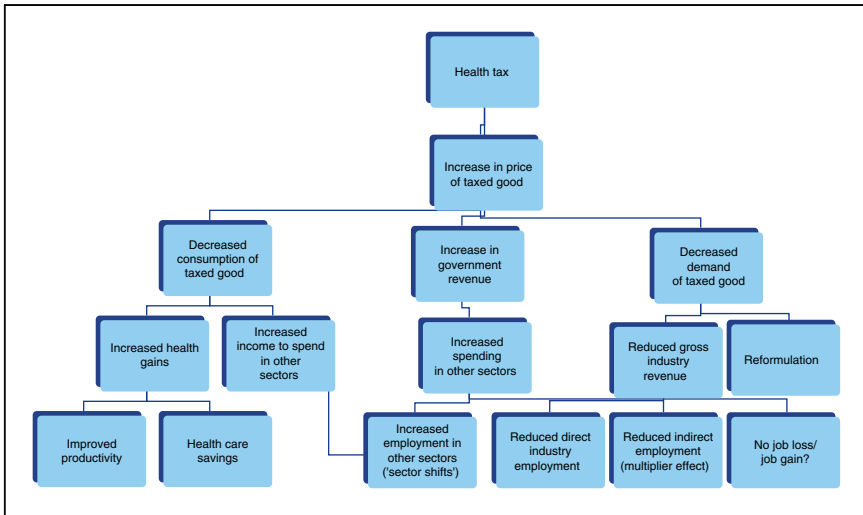 Health tax
Increase in price
of taxed good
Decreased
consumption of
taxed good
Increase in
government
revenue
Decreased
demand
of taxed good
Increased health
gains
Increased
income to spend
in other
sectors
Increased
spending
in other sectors
Reduced gross
industry
revenue
Reformulation
Improved
productivity
Health care
savings
Increased
employment in
other sectors
('sector shifts')
Reduced direct
industry
employment
Reduced indirect
employment
(multiplier effect)
No job loss/
job gain?